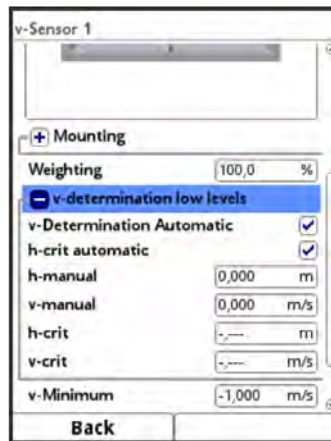 v-Sensor 1
Mounting
Weighting 100,0 %
v-determination low levels
v-Determination Automatic
h-crit automatic
h-manual 0,000 m
v-manual 0,000 m/s
h-crit -,--- m
v-crit -,--- m/s
v-Minimum -1,000 m/s
Back